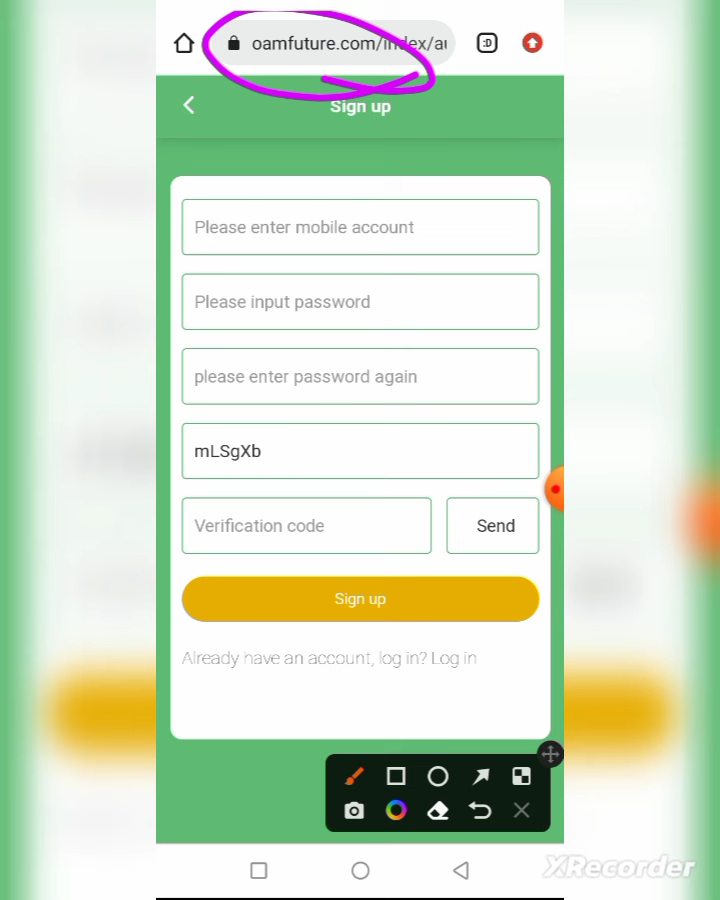 oamfuture.com/index/au
Sign up
Please enter mobile account
Please input password
please enter password again
mLSgXb
Verification code
Send
Sign up
Already have an account, log in? Log in
XRecorder